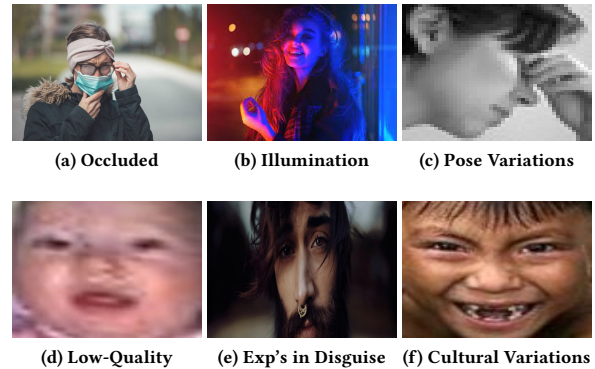 (a) Occluded
(b) Illumination
(c) Pose Variations
(d) Low-Quality
(e) Exp's in Disguise
(f) Cultural Variations